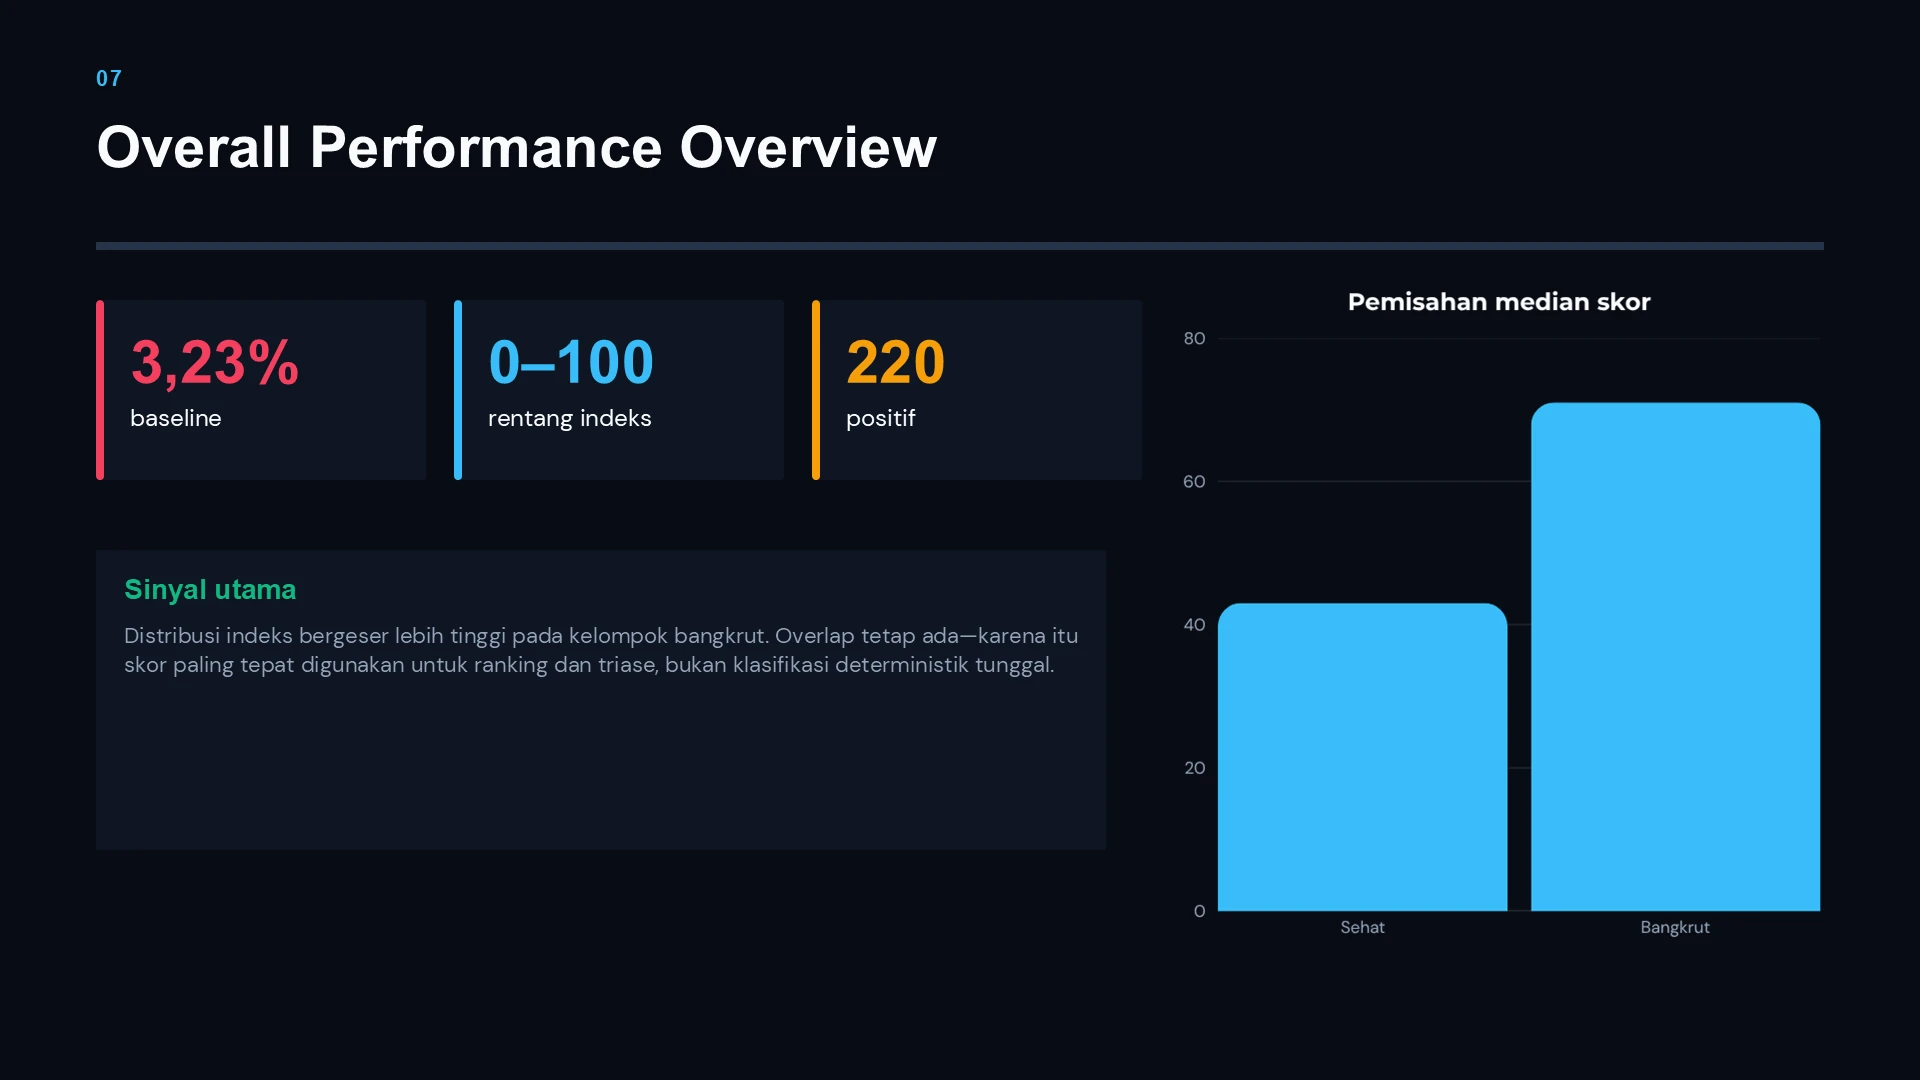 07
Overall Performance Overview
3,23%
baseline
0–100
rentang indeks
220
positif
Sinyal utama
Distribusi indeks bergeser lebih tinggi pada kelompok bangkrut. Overlap tetap ada—karena itu
skor paling tepat digunakan untuk ranking dan triase, bukan klasifikasi deterministik tunggal.
Pemisahan median skor
80
60
40
20
0
Sehat
Bangkrut